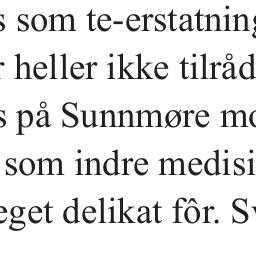 s som te-erstatning
r heller ikke tilråd
s på Sunnmøre mo
som indre medisi
eget delikat fôr. Sv